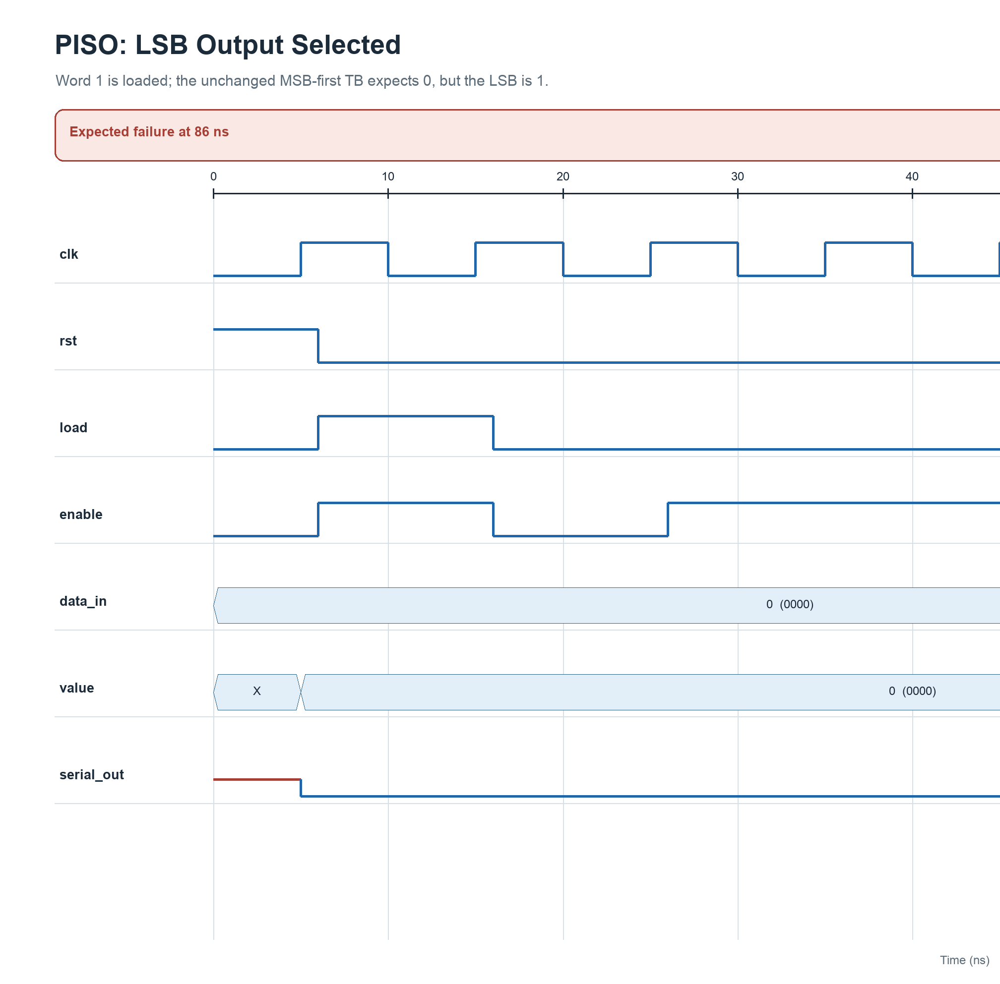 PISO: LSB Output Selected
Word 1 is loaded; the unchanged MSB-first TB expects 0, but the LSB is 1.
Expected failure at 86 ns
0 10 20 30 40
clk
rst
load
enable
data_in 0 (0000)
value X 0 (0000)
serial_out
Time (ns)